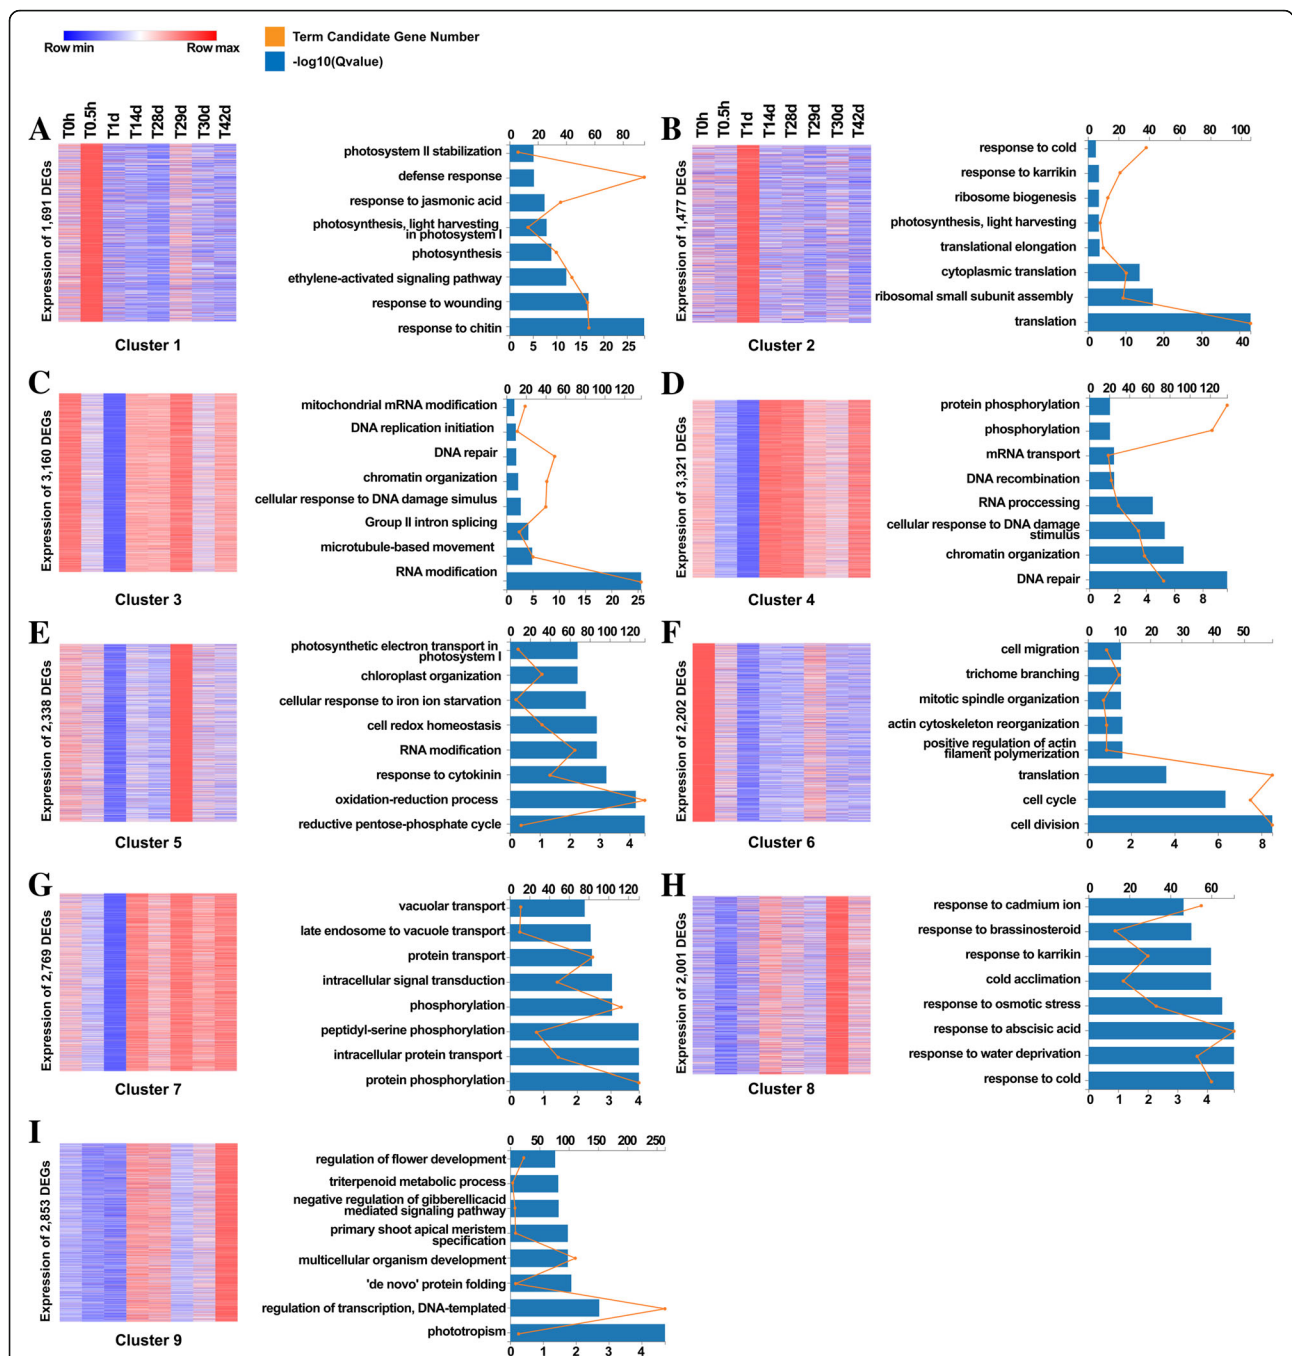 Row min
Row max
Term Candidate Gene Number
-log10(Qvalue)
A
T0h
T0.5h
T1d
T14d
T28d
T29d
T30d
T42d
Expression of 1,691 DEGs
Cluster 1
0 20 40 60 80
photosystem II stabilization
defense response
response to jasmonic acid
photosynthesis, light harvesting
in photosystem I
photosynthesis
ethylene-activated signaling pathway
response to wounding
response to chitin
0 5 10 15 20 25
B
T0h
T0.5h
T1d
T14d
T28d
T29d
T30d
T42d
Expression of 1,477 DEGs
Cluster 2
0 20 40 60 80 100
response to cold
response to karrikin
ribosome biogenesis
photosynthesis, light harvesting
translational elongation
cytoplasmic translation
ribosomal small subunit assembly
translation
0 10 20 30 40
C
Expression of 3,160 DEGs
Cluster 3
0 20 40 60 80 100 120
mitochondrial mRNA modification
DNA replication initiation
DNA repair
chromatin organization
cellular response to DNA damage simulus
Group II intron splicing
microtubule-based movement
RNA modification
0 5 10 15 20 25
D
Expression of 3,321 DEGs
Cluster 4
0 20 40 60 80 100 120
protein phosphorylation
phosphorylation
mRNA transport
DNA recombination
RNA proccessing
cellular response to DNA damage
stimulus
chromatin organization
DNA repair
0 2 4 6 8
E
Expression of 2,338 DEGs
Cluster 5
0 20 40 60 80 100 120
photosynthetic electron transport in
photosystem I
chloroplast organization
cellular response to iron ion starvation
cell redox homeostasis
RNA modification
response to cytokinin
oxidation-reduction process
reductive pentose-phosphate cycle
0 1 2 3 4
F
Expression of 2,202 DEGs
Cluster 6
0 10 20 30 40 50
cell migration
trichome branching
mitotic spindle organization
actin cytoskeleton reorganization
positive regulation of actin
filament polymerization
translation
cell cycle
cell division
0 2 4 6 8
G
Expression of 2,769 DEGs
Cluster 7
0 20 40 60 80 100 120
vacuolar transport
late endosome to vacuole transport
protein transport
intracellular signal transduction
phosphorylation
peptidyl-serine phosphorylation
intracellular protein transport
protein phosphorylation
0 1 2 3 4
H
Expression of 2,001 DEGs
Cluster 8
0 20 40 60
response to cadmium ion
response to brassinosteroid
response to karrikin
cold acclimation
response to osmotic stress
response to abscisic acid
response to water deprivation
response to cold
0 1 2 3 4
I
Expression of 2,853 DEGs
Cluster 9
0 50 100 150 200 250
regulation of flower development
triterpenoid metabolic process
negative regulation of gibberellicacid
mediated signaling pathway
primary shoot apical meristem
specification
multicellular organism development
'de novo' protein folding
regulation of transcription, DNA-templated
phototropism
0 1 2 3 4